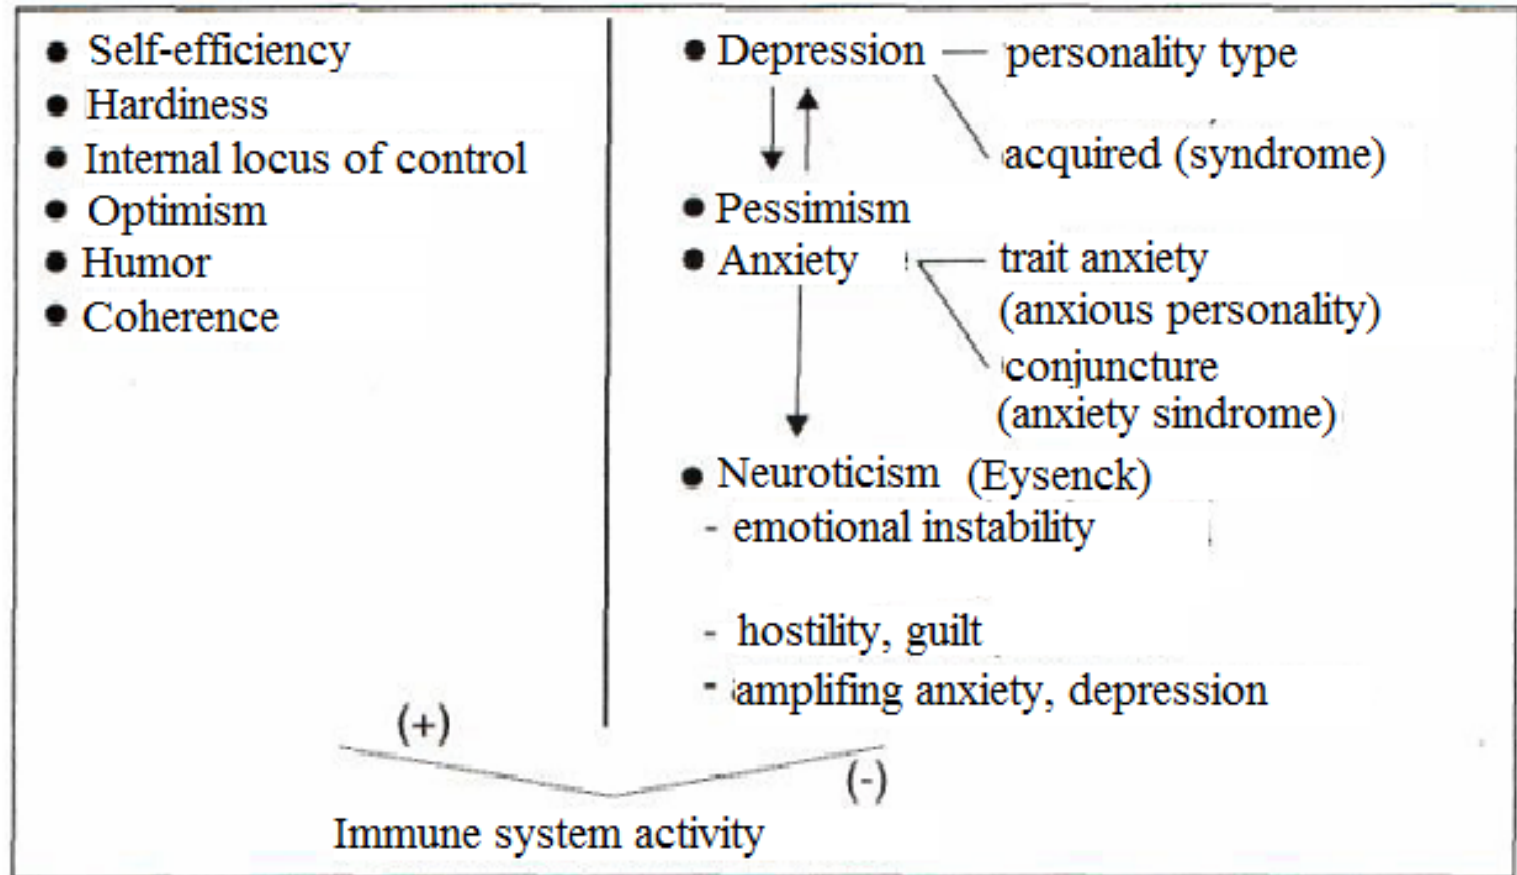 ● Self-efficiency
● Hardiness
● Internal locus of control
● Optimism
● Humor
● Coherence
● Depression
personality type
acquired (syndrome)
● Pessimism
● Anxiety
trait anxiety
(anxious personality)
conjuncture
(anxiety sindrome)
● Neuroticism (Eysenck)
- emotional instability
- hostility, guilt
- amplifing anxiety, depression
(+)
(-)
Immune system activity